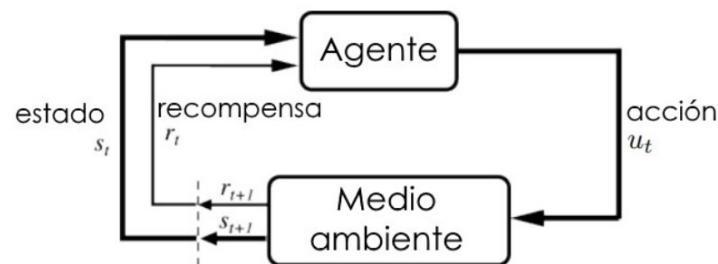 Agente
estado
s_t
recompensa
r_t
acción
u_t
r_{t+1}
s_{t+1}
Medio
ambiente